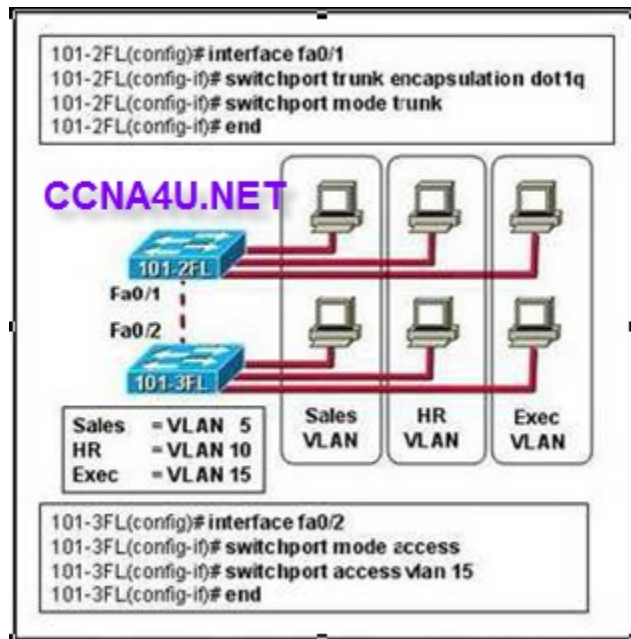 101-2FL(config)# interface fa0/1
101-2FL(config-if)# switchport trunk encapsulation dot1q
101-2FL(config-if)# switchport mode trunk
101-2FL(config-if)# end
CCNA4U.NET
101-2FL
Fa0/1
Fa0/2
101-3FL
Sales = VLAN 5
HR = VLAN 10
Exec = VLAN 15
Sales VLAN
HR VLAN
Exec VLAN
101-3FL(config)# interface fa0/2
101-3FL(config-if)# switchport mode access
101-3FL(config-if)# switchport access vlan 15
101-3FL(config-if)# end